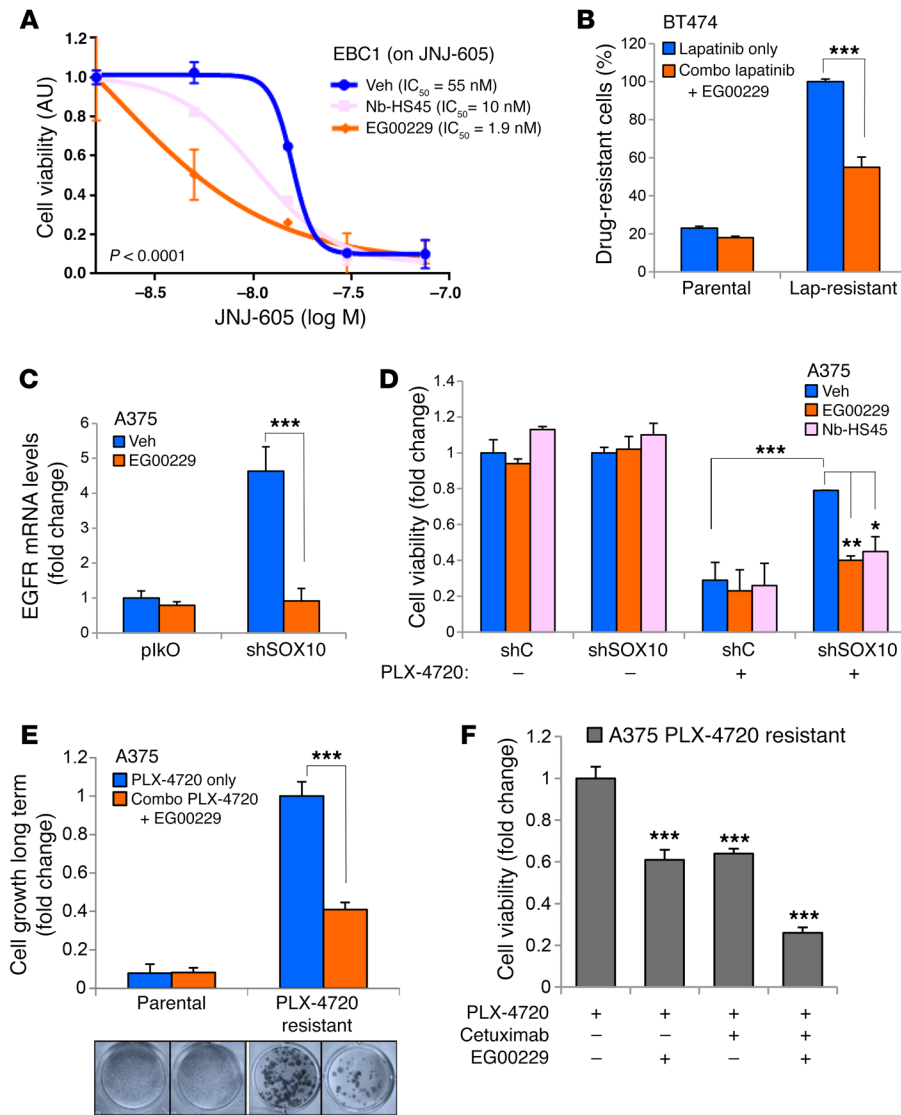 A
EBC1 (on JNJ-605)
Veh (IC50 = 55 nM)
Nb-HS45 (IC50= 10 nM)
EG00229 (IC50 = 1.9 nM)
Cell viability (AU)
1.2
1.0
0.8
0.6
0.4
0.2
0.0
P < 0.0001
–8.5 –8.0 –7.5 –7.0
JNJ-605 (log M)
B
BT474
Lapatinib only
Combo lapatinib
+ EG00229
***
Drug-resistant cells (%)
120
100
80
60
40
20
0
Parental Lap-resistant
C
A375
Veh
EG00229
***
EGFR mRNA levels
(fold change)
6
5
4
3
2
1
0
plkO shSOX10
D
A375
Veh
EG00229
Nb-HS45
Cell viability (fold change)
1.4
1.2
1
0.8
0.6
0.4
0.2
0
***
**
*
shC shSOX10 shC shSOX10
PLX-4720: – – + +
E
A375
PLX-4720 only
Combo PLX-4720
+ EG00229
***
Cell growth long term
(fold change)
1.2
1
0.8
0.6
0.4
0.2
0
Parental PLX-4720
resistant
F
A375 PLX-4720 resistant
Cell viability (fold change)
1.2
1
0.8
0.6
0.4
0.2
0
*** *** ***
PLX-4720 + + + +
Cetuximab – – + +
EG00229 – + – +